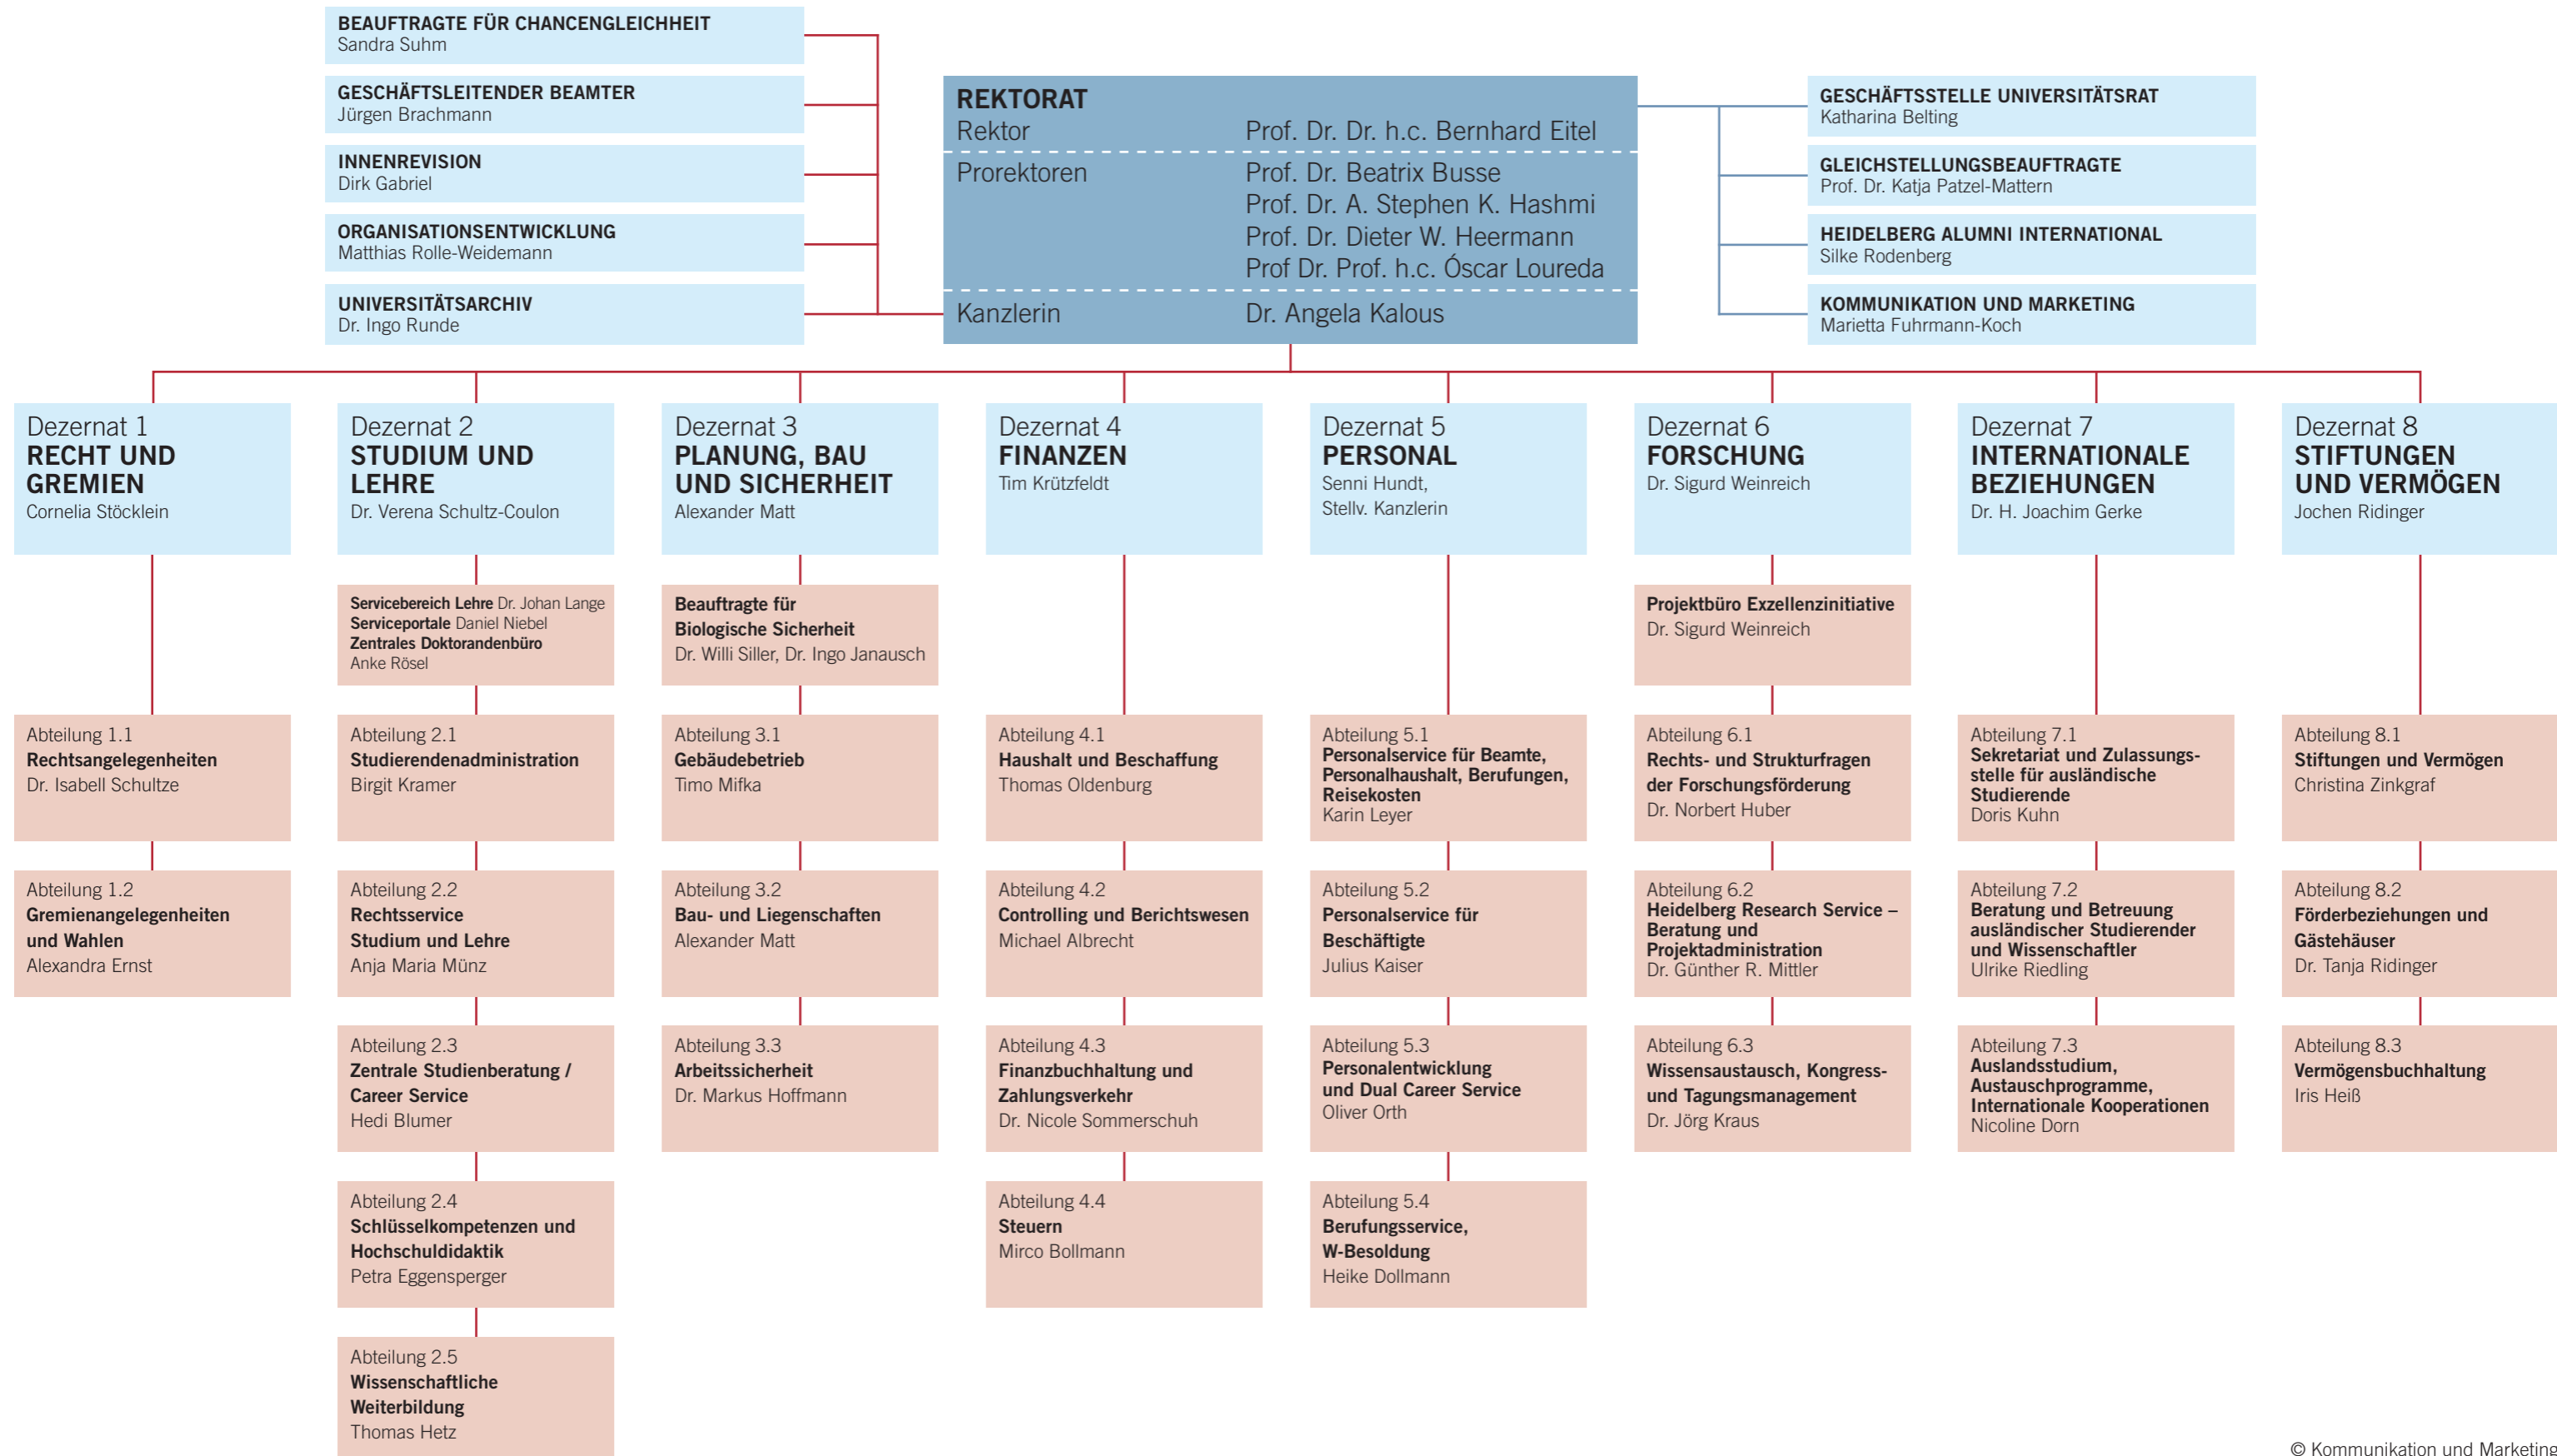 BEAUFTRAGTE FÜR CHANCENGLEICHHEIT
Sandra Suhm
GESCHÄFTSLEITENDER BEAMTER
Jürgen Brachmann
INNENREVISION
Dirk Gabriel
ORGANISATIONSENTWICKLUNG
Matthias Rolle-Weidemann
UNIVERSITÄTSARCHIV
Dr. Ingo Runde
REKTORAT
Rektor Prof. Dr. Dr. h.c. Bernhard Eitel
Prorektoren Prof. Dr. Beatrix Busse
Prof. Dr. A. Stephen K. Hashmi
Prof. Dr. Dieter W. Heermann
Prof Dr. Prof. h.c. Óscar Loureda
Kanzlerin Dr. Angela Kalous
GESCHÄFTSSTELLE UNIVERSITÄTSRAT
Katharina Belting
GLEICHSTELLUNGSBEAUFTRAGTE
Prof. Dr. Katja Patzel-Mattern
HEIDELBERG ALUMNI INTERNATIONAL
Silke Rodenberg
KOMMUNIKATION UND MARKETING
Marietta Fuhrmann-Koch
Dezernat 1
RECHT UND
GREMIEN
Cornelia Stöcklein
Abteilung 1.1
Rechtsangelegenheiten
Dr. Isabell Schultze
Abteilung 1.2
Gremienangelegenheiten
und Wahlen
Alexandra Ernst
Dezernat 2
STUDIUM UND
LEHRE
Dr. Verena Schultz-Coulon
Servicebereich Lehre Dr. Johan Lange
Serviceportale Daniel Niebel
Zentrales Doktorandenbüro
Anke Rösel
Abteilung 2.1
Studierendenadministration
Birgit Kramer
Abteilung 2.2
Rechtsservice
Studium und Lehre
Anja Maria Münz
Abteilung 2.3
Zentrale Studienberatung /
Career Service
Hedi Blumer
Abteilung 2.4
Schlüsselkompetenzen und
Hochschuldidaktik
Petra Eggensperger
Abteilung 2.5
Wissenschaftliche
Weiterbildung
Thomas Hetz
Dezernat 3
PLANUNG, BAU
UND SICHERHEIT
Alexander Matt
Beauftragte für
Biologische Sicherheit
Dr. Willi Siller, Dr. Ingo Janausch
Abteilung 3.1
Gebäudebetrieb
Timo Mifka
Abteilung 3.2
Bau- und Liegenschaften
Alexander Matt
Abteilung 3.3
Arbeitssicherheit
Dr. Markus Hoffmann
Dezernat 4
FINANZEN
Tim Krützfeldt
Abteilung 4.1
Haushalt und Beschaffung
Thomas Oldenburg
Abteilung 4.2
Controlling und Berichtswesen
Michael Albrecht
Abteilung 4.3
Finanzbuchhaltung und
Zahlungsverkehr
Dr. Nicole Sommerschuh
Abteilung 4.4
Steuern
Mirco Bollmann
Dezernat 5
PERSONAL
Senni Hundt,
Stellv. Kanzlerin
Abteilung 5.1
Personalservice für Beamte,
Personalhaushalt, Berufungen,
Reisekosten
Karin Leyer
Abteilung 5.2
Personalservice für
Beschäftigte
Julius Kaiser
Abteilung 5.3
Personalentwicklung
und Dual Career Service
Oliver Orth
Abteilung 5.4
Berufungsservice,
W-Besoldung
Heike Dollmann
Dezernat 6
FORSCHUNG
Dr. Sigurd Weinreich
Projektbüro Exzellenzinitiative
Dr. Sigurd Weinreich
Abteilung 6.1
Rechts- und Strukturfragen
der Forschungsförderung
Dr. Norbert Huber
Abteilung 6.2
Heidelberg Research Service –
Beratung und
Projektadministration
Dr. Günther R. Mittler
Abteilung 6.3
Wissensaustausch, Kongress-
und Tagungsmanagement
Dr. Jörg Kraus
Dezernat 7
INTERNATIONALE
BEZIEHUNGEN
Dr. H. Joachim Gerke
Abteilung 7.1
Sekretariat und Zulassungs-
stelle für ausländische
Studierende
Doris Kuhn
Abteilung 7.2
Beratung und Betreuung
ausländischer Studierender
und Wissenschaftler
Ulrike Riedling
Abteilung 7.3
Auslandsstudium,
Austauschprogramme,
Internationale Kooperationen
Nicoline Dorn
Dezernat 8
STIFTUNGEN
UND VERMÖGEN
Jochen Ridinger
Abteilung 8.1
Stiftungen und Vermögen
Christina Zinkgraf
Abteilung 8.2
Förderbeziehungen und
Gästehäuser
Dr. Tanja Ridinger
Abteilung 8.3
Vermögensbuchhaltung
Iris Heiß
© Kommunikation und Marketing